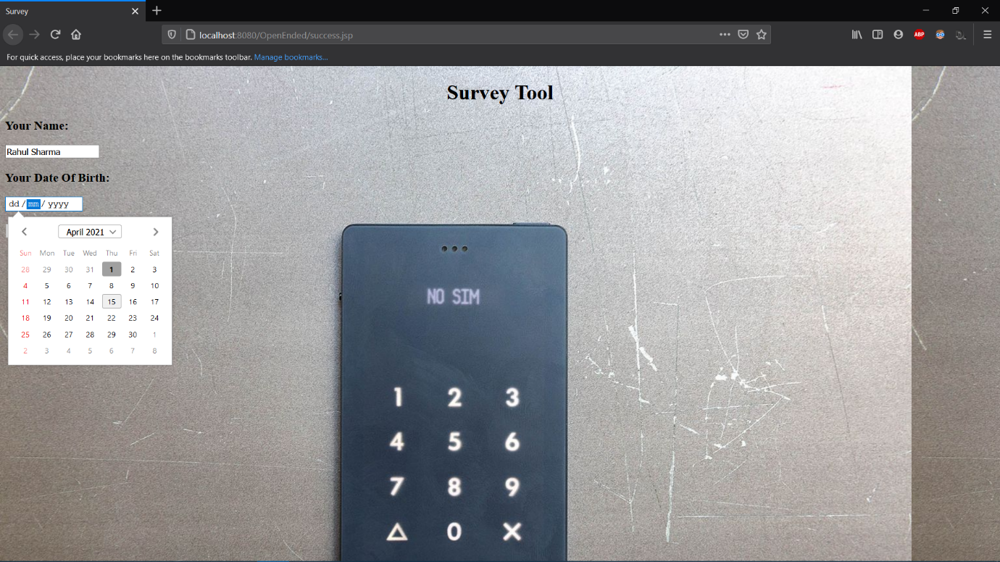 Survey
localhost:8080/OpenEnded/success.jsp
ABP
For quick access, place your bookmarks here on the bookmarks toolbar. Manage bookmarks...
Survey Tool
Your Name:
Rahul Sharma
Your Date Of Birth:
dd / mm / yyyy
April 2021
Sun Mon Tue Wed Thu Fri Sat
28 29 30 31 1 2 3
4 5 6 7 8 9 10
11 12 13 14 15 16 17
18 19 20 21 22 23 24
25 26 27 28 29 30 1
2 3 4 5 6 7 8
NO SIM
1 2 3
4 5 6
7 8 9
0